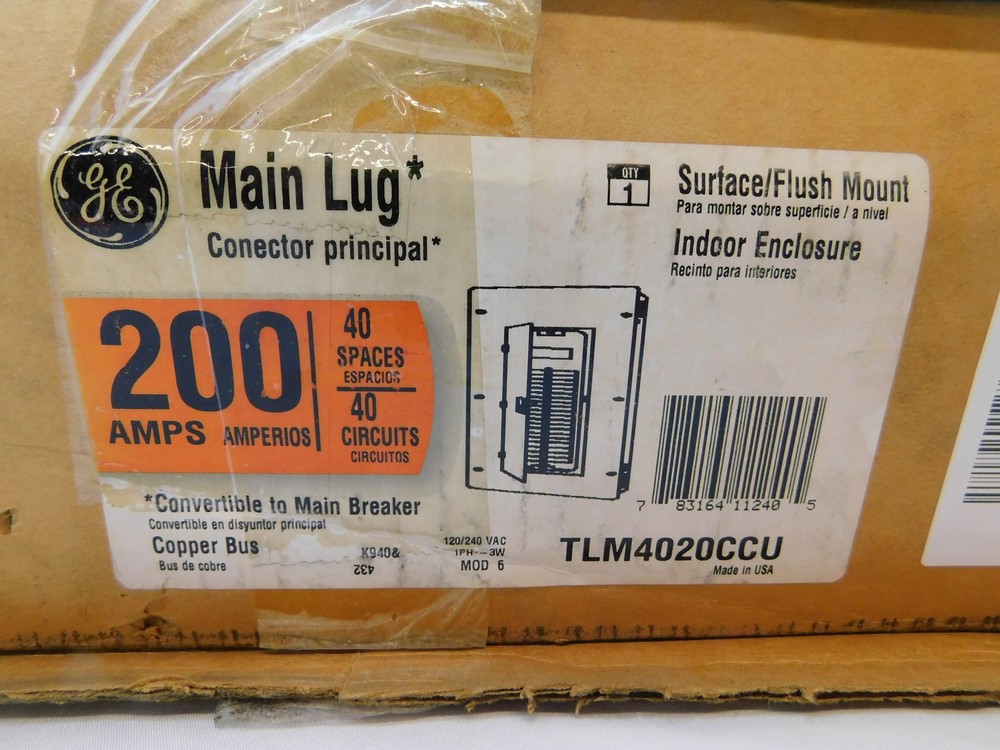 GE
Main Lug*
Conector principal*
QTY
1
Surface/Flush Mount
Para montar sobre superficie / a nivel
Indoor Enclosure
Recinto para interiores
200
AMPS AMPERIOS
40
SPACES
ESPACIOS
40
CIRCUITS
CIRCUITOS
*Convertible to Main Breaker
Convertible en disyuntor principal
Copper Bus
Bus de cobre
K940&
432
120/240 VAC
1PH--3W
MOD 6
7 83164 11240 5
TLM4020CCU
Made in USA